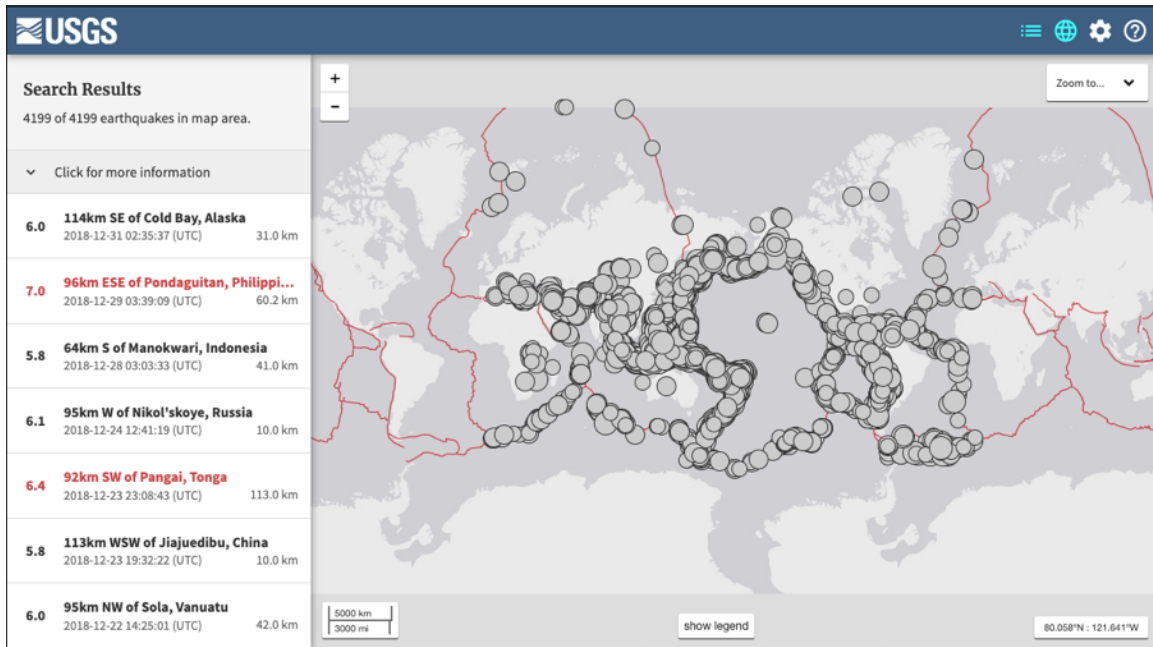 USGS
Search Results
4199 of 4199 earthquakes in map area.
Click for more information
6.0
114km SE of Cold Bay, Alaska
2018-12-31 02:35:37 (UTC) 31.0 km
7.0
96km ESE of Pondaguitan, Philippi...
2018-12-29 03:39:09 (UTC) 60.2 km
5.8
64km S of Manokwari, Indonesia
2018-12-28 03:03:33 (UTC) 41.0 km
6.1
95km W of Nikol'skoye, Russia
2018-12-24 12:41:19 (UTC) 10.0 km
6.4
92km SW of Pangai, Tonga
2018-12-23 23:08:43 (UTC) 113.0 km
5.8
113km WSW of Jiajuedibu, China
2018-12-23 19:32:22 (UTC) 10.0 km
6.0
95km NW of Sola, Vanuatu
2018-12-22 14:25:01 (UTC) 42.0 km
+
−
Zoom to...
5000 km
3000 mi
show legend
80.058°N : 121.641°W